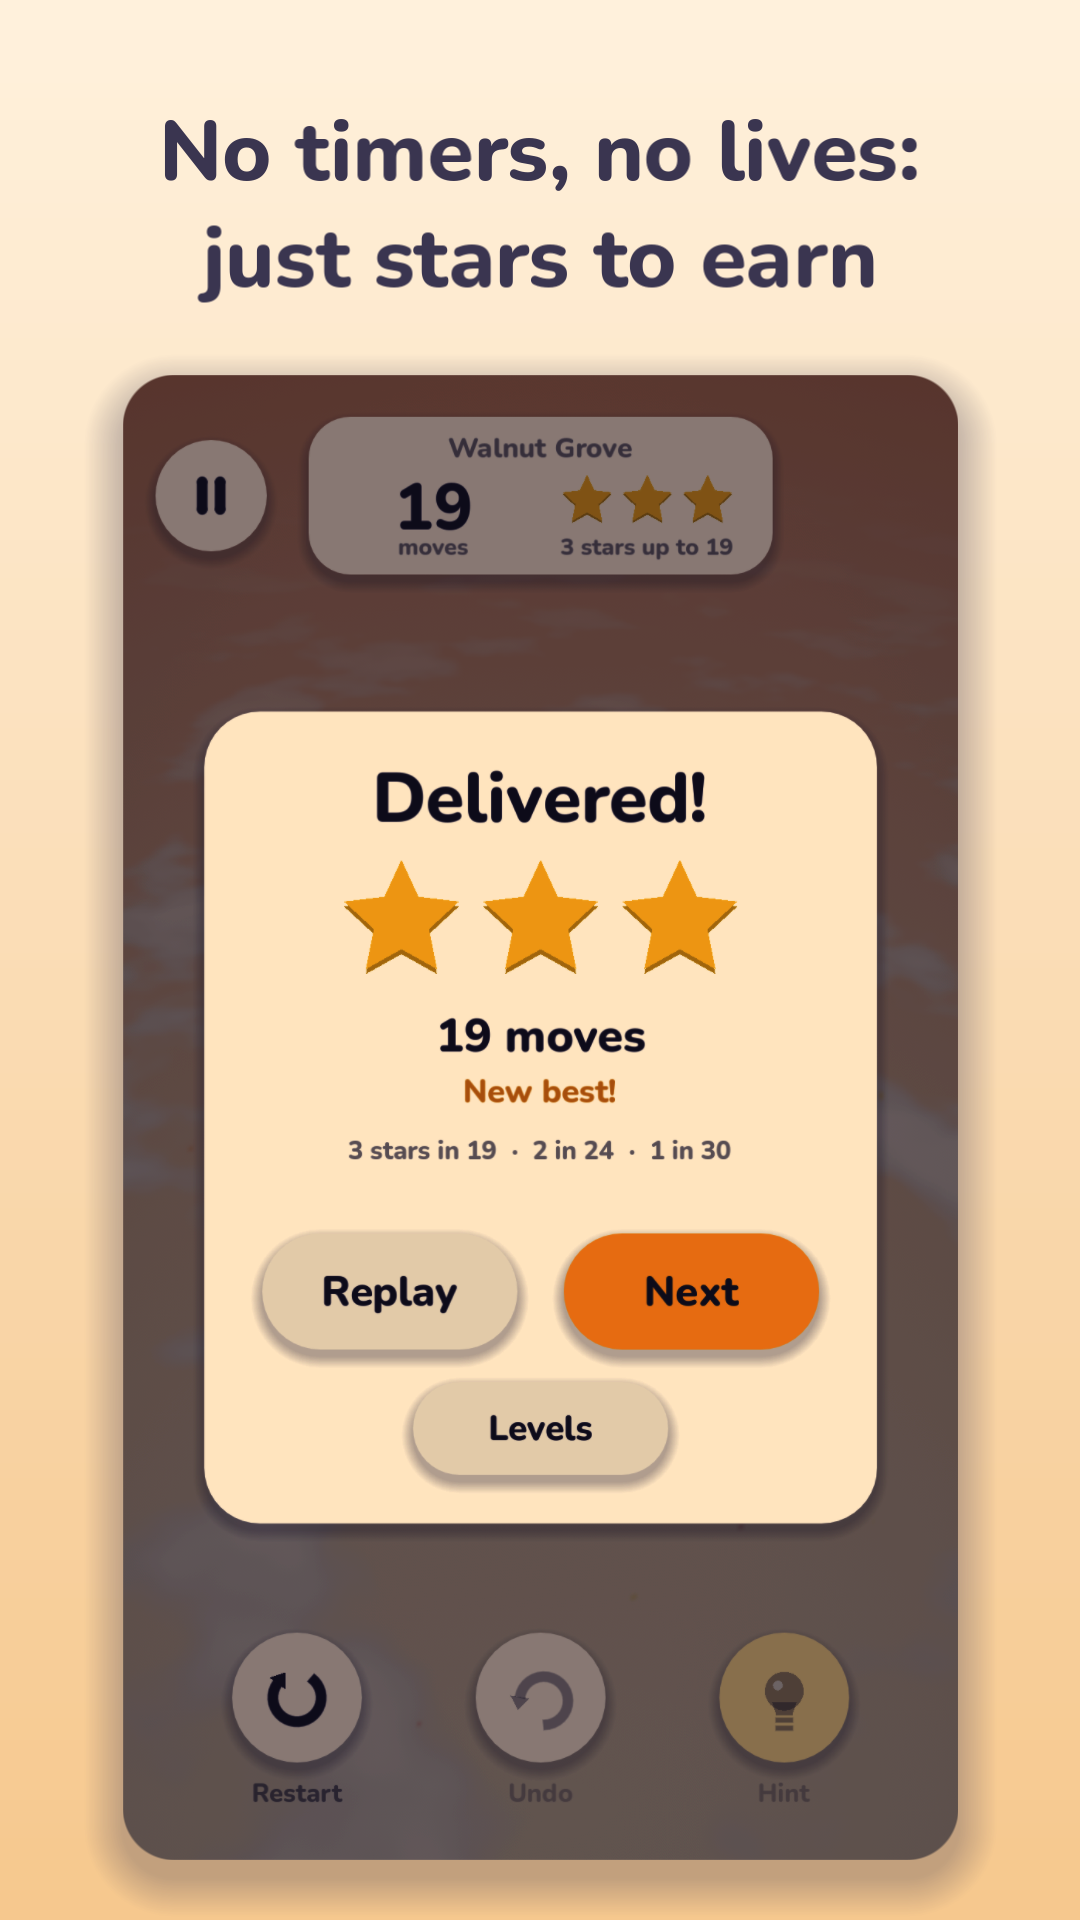 No timers, no lives:
just stars to earn
Walnut Grove
19
moves
3 stars up to 19
Delivered!
19 moves
New best!
3 stars in 19 · 2 in 24 · 1 in 30
Replay
Next
Levels
Restart
Undo
Hint